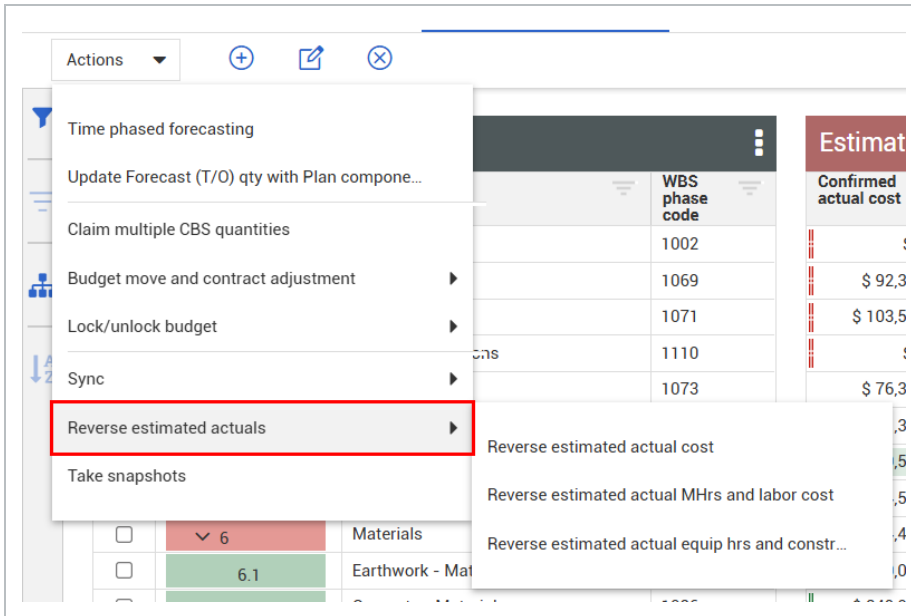 Actions
Time phased forecasting
Update Forecast (T/O) qty with Plan compone...
Claim multiple CBS quantities
Budget move and contract adjustment
Lock/unlock budget
Sync
Reverse estimated actuals
Take snapshots
Reverse estimated actual cost
Reverse estimated actual MHrs and labor cost
Reverse estimated actual equip hrs and constr...
Estimat
WBS
phase
code
Confirmed
actual cost
1002
1069
$ 92,3
1071
$ 103,5
1110
1073
$ 76,3
6
Materials
6.1
Earthwork - Mat